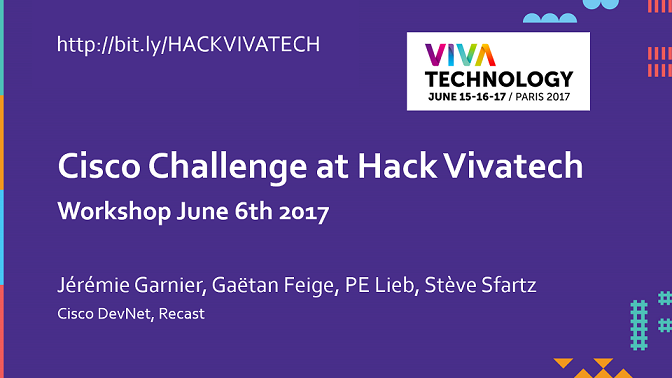 http://bit.ly/HACKVIVATECH
VIVA
TECHNOLOGY
JUNE 15-16-17 / PARIS 2017
Cisco Challenge at Hack Vivatech
Workshop June 6th 2017
Jérémie Garnier, Gaëtan Feige, PE Lieb, Stève Sfartz
Cisco DevNet, Recast